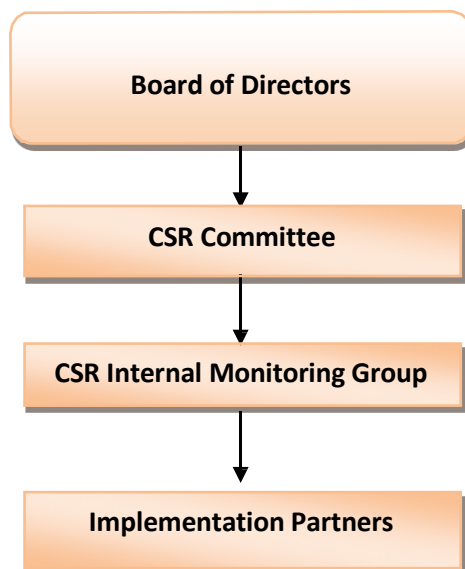 Board of Directors
CSR Committee
CSR Internal Monitoring Group
Implementation Partners